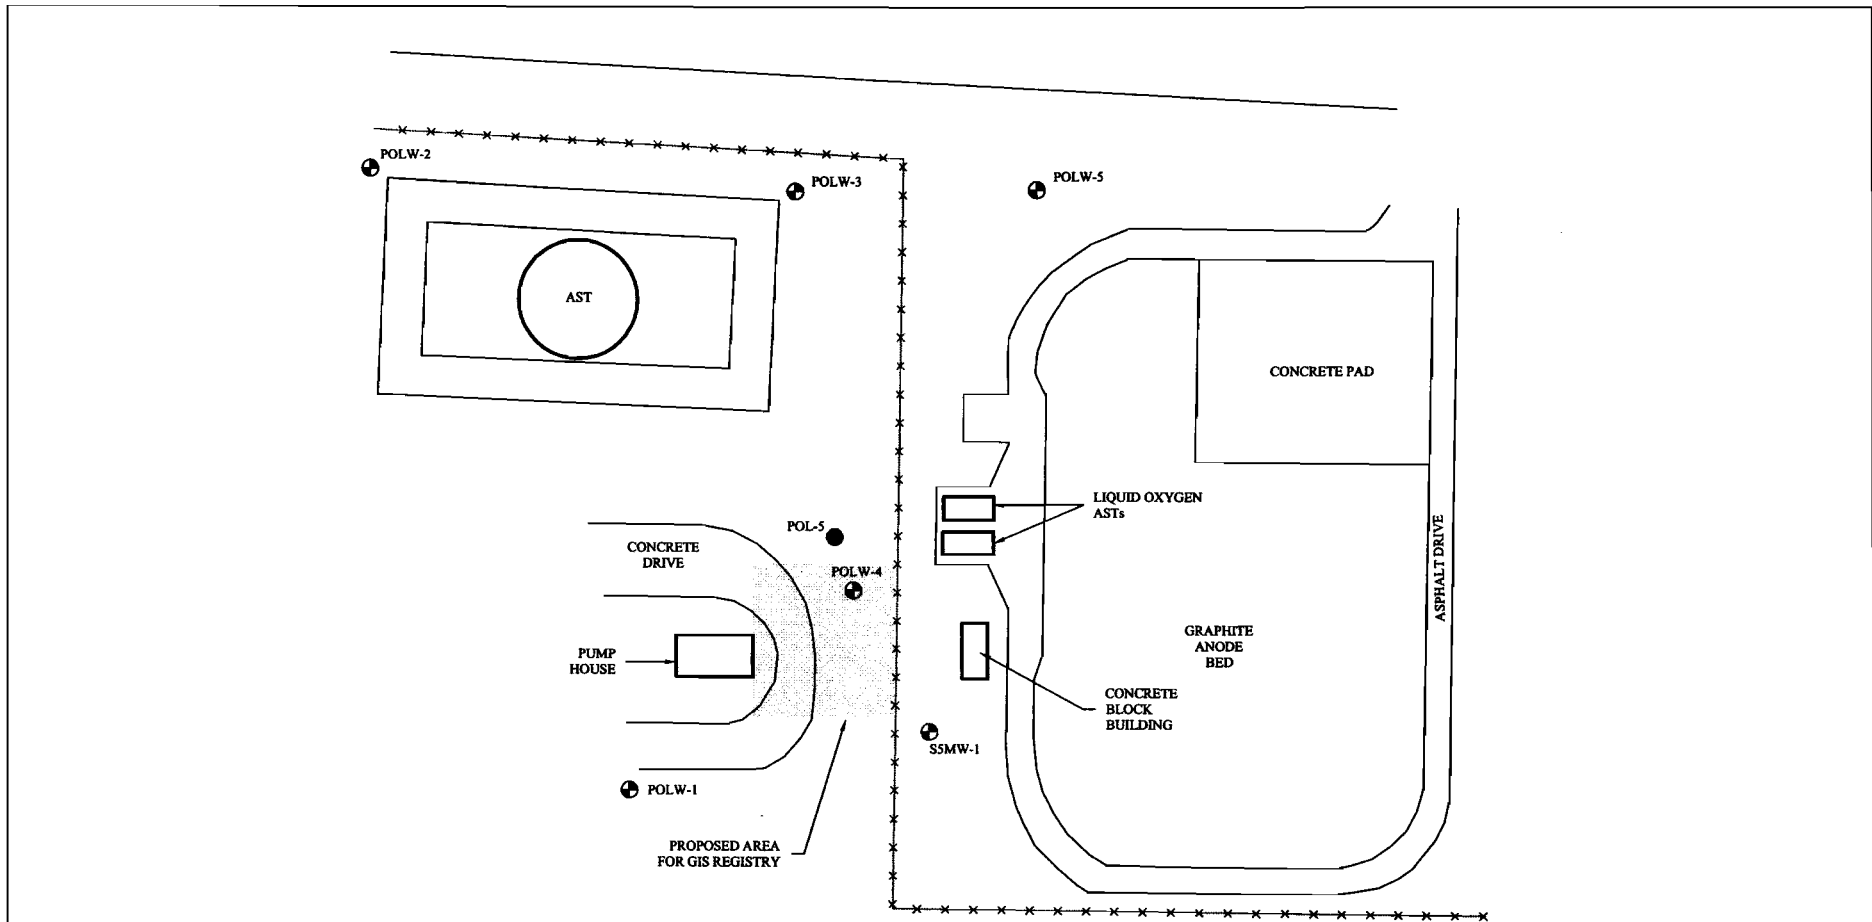 POLW-2
POLW-3
POLW-5
AST
CONCRETE PAD
LIQUID OXYGEN
ASTs
POL-5
CONCRETE
DRIVE
POLW-4
ASPHALT DRIVE
GRAPHITE
ANODE
BED
PUMP
HOUSE
CONCRETE
BLOCK
BUILDING
S5MW-1
POLW-1
PROPOSED AREA
FOR GIS REGISTRY